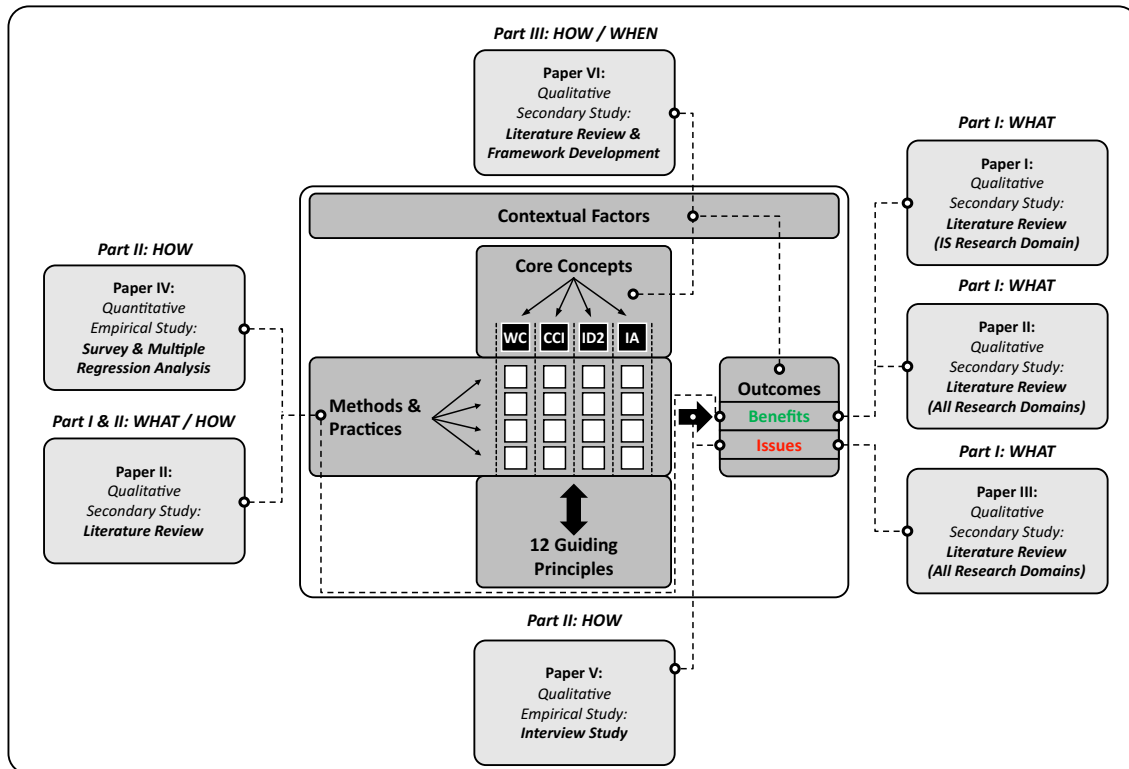 Part III: HOW / WHEN
Paper VI:
Qualitative
Secondary Study:
Literature Review &
Framework Development
Part I: WHAT
Paper I:
Qualitative
Secondary Study:
Literature Review
(IS Research Domain)
Contextual Factors
Part II: HOW
Paper IV:
Quantitative
Empirical Study:
Survey & Multiple
Regression Analysis
Core Concepts
WC CCI ID2 IA
Part I: WHAT
Paper II:
Qualitative
Secondary Study:
Literature Review
(All Research Domains)
Methods &
Practices
Outcomes
Benefits
Issues
Part I & II: WHAT / HOW
Paper II:
Qualitative
Secondary Study:
Literature Review
Part I: WHAT
Paper III:
Qualitative
Secondary Study:
Literature Review
(All Research Domains)
12 Guiding
Principles
Part II: HOW
Paper V:
Qualitative
Empirical Study:
Interview Study